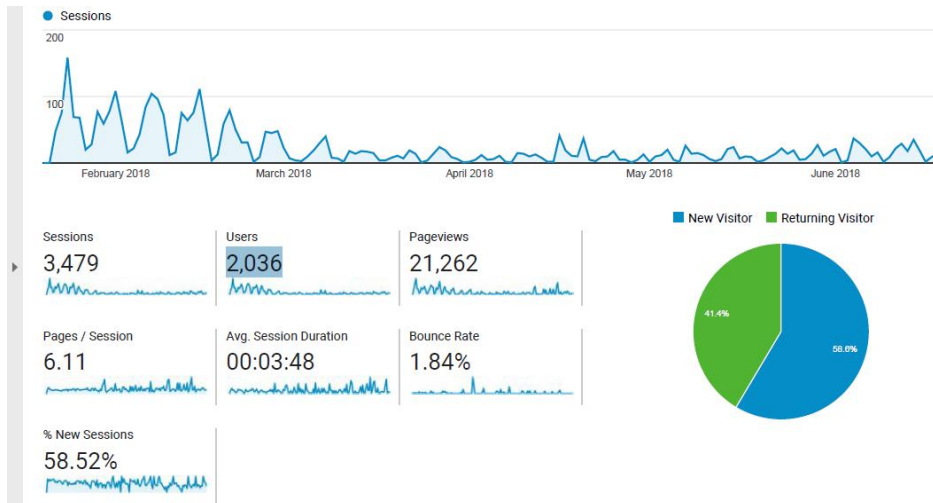 Sessions
200
100
February 2018
March 2018
April 2018
May 2018
June 2018
New Visitor
Returning Visitor
Sessions
3,479
Users
2,036
Pageviews
21,262
Pages / Session
6.11
Avg. Session Duration
00:03:48
Bounce Rate
1.84%
% New Sessions
58.52%
41.4%
58.6%